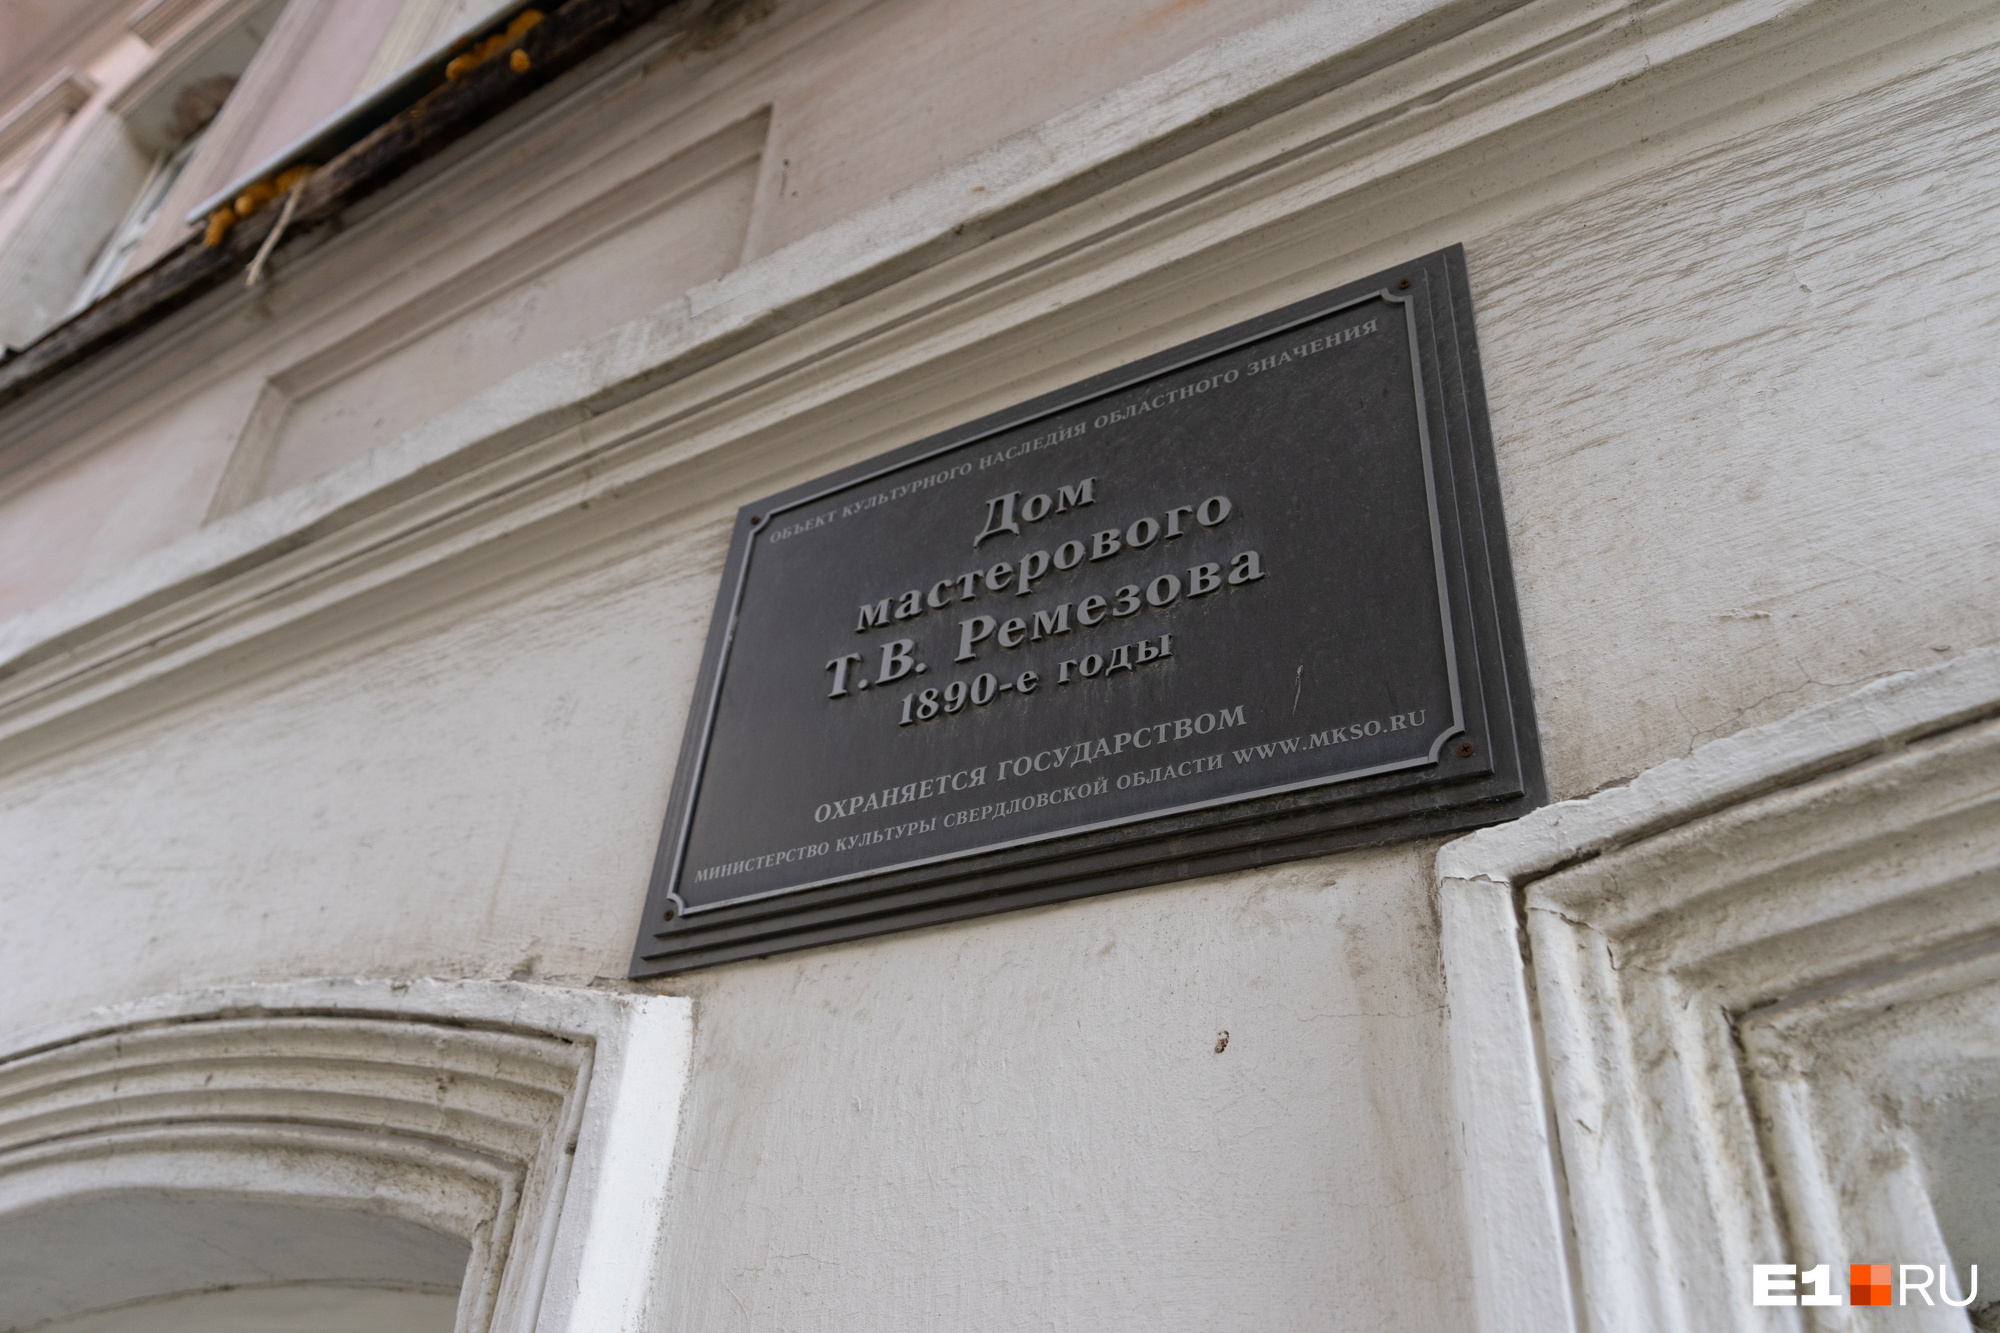 ОБЪЕКТ КУЛЬТУРНОГО НАСЛЕДИЯ ОБЛАСТНОГО ЗНАЧЕНИЯ
Дом
мастерового
Т.В. Ремезова
1890-е годы
ОХРАНЯЕТСЯ ГОСУДАРСТВОМ
МИНИСТЕРСТВО КУЛЬТУРЫ СВЕРДЛОВСКОЙ ОБЛАСТИ WWW.MKSO.RU
E1 RU